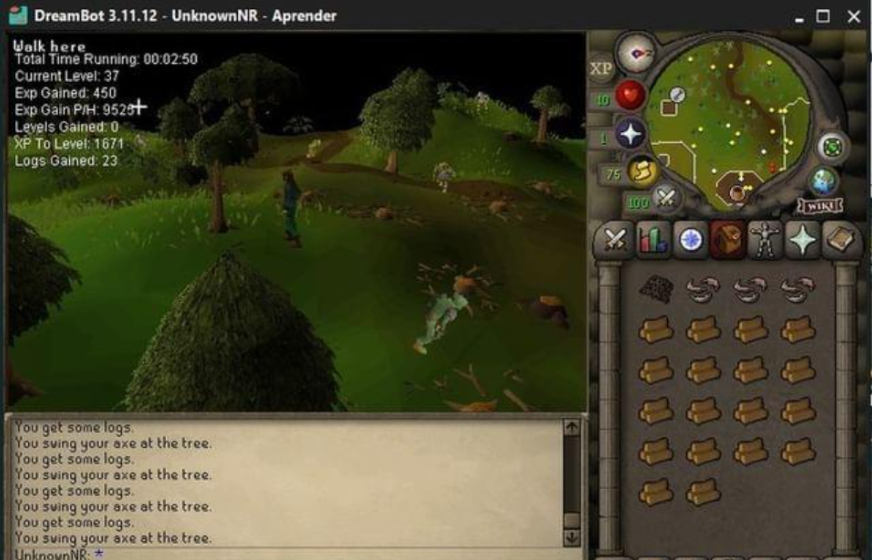 DreamBot 3.11.12 - UnknownNR - Aprender
Walk here
Total Time Running: 00:02:50
Current Level: 37
Exp Gained: 450
Exp Gain P/H: 9525
Levels Gained: 0
XP To Level: 1671
Logs Gained: 23
XP
10
1
75
100
WIKI
You get some logs.
You swing your axe at the tree.
You get some logs.
You swing your axe at the tree.
You get some logs.
You swing your axe at the tree.
You get some logs.
You swing your axe at the tree.
UnknownNR: *